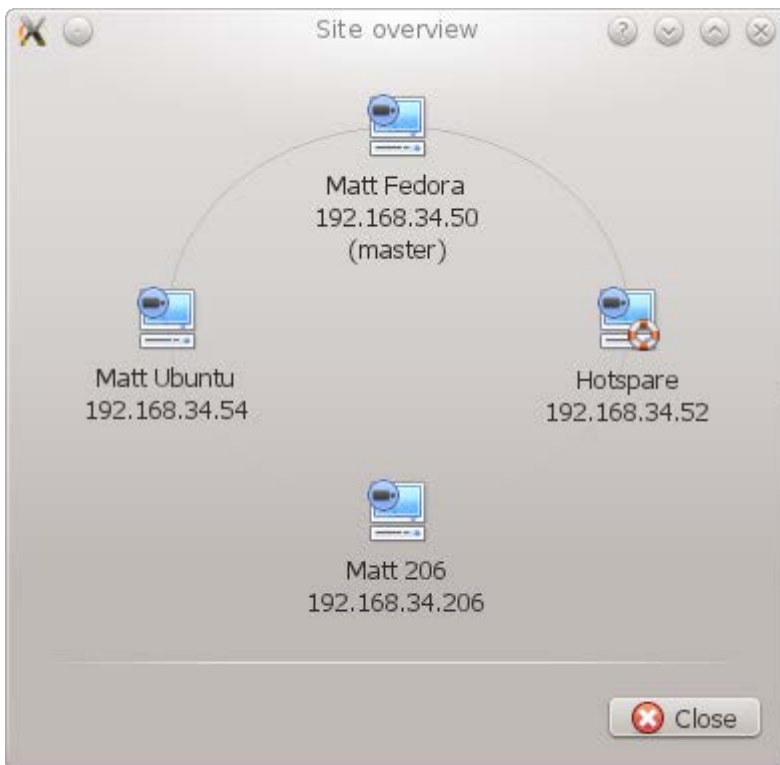 Site overview
Matt Fedora
192.168.34.50
(master)
Matt Ubuntu
192.168.34.54
Hotspare
192.168.34.52
Matt 206
192.168.34.206
Close